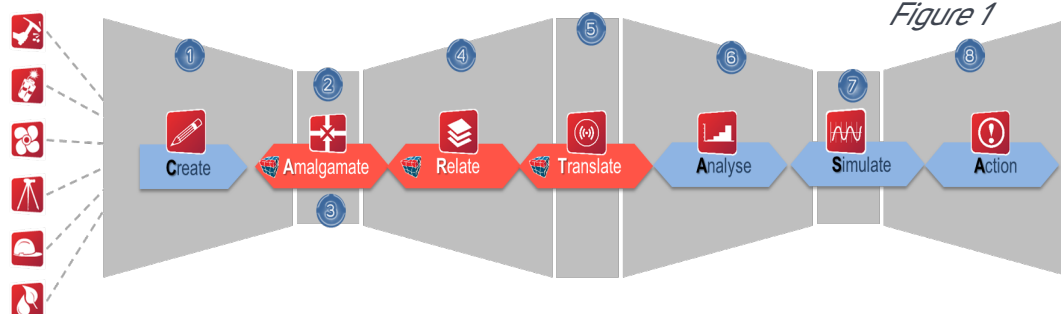 Figure 1
1
2
3
4
5
6
7
8
Create
Amalgamate
Relate
Translate
Analyse
Simulate
Action